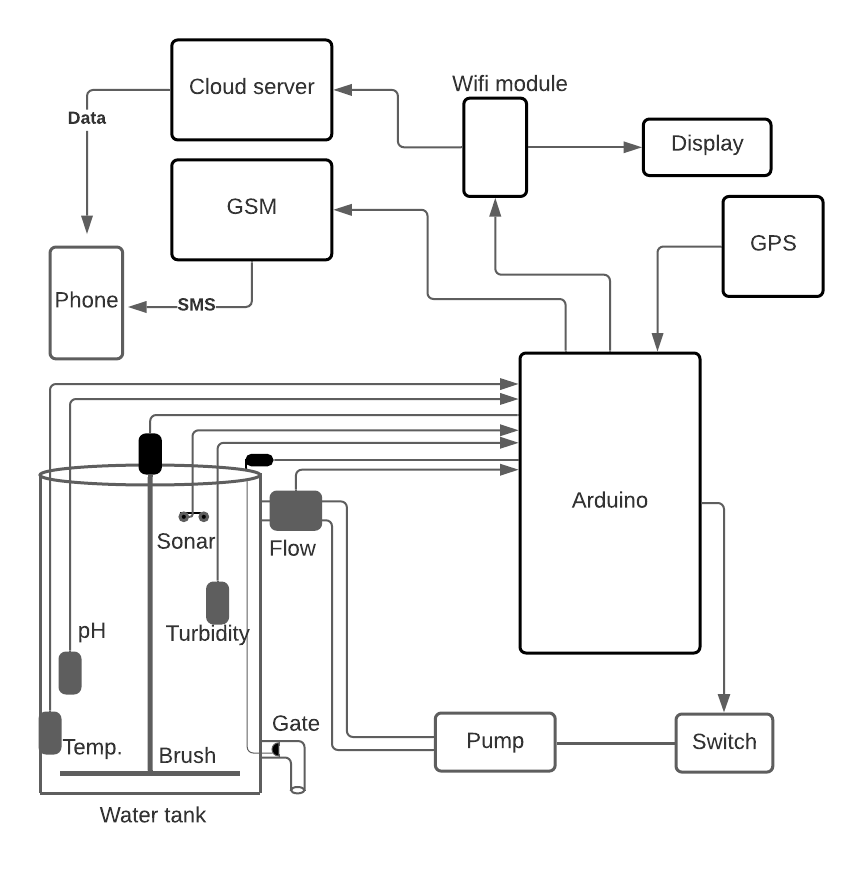 Wifi module
Cloud server
Data
Display
GSM
GPS
Phone
SMS
Arduino
Sonar
Flow
pH
Turbidity
Gate
Temp.
Brush
Pump
Switch
Water tank